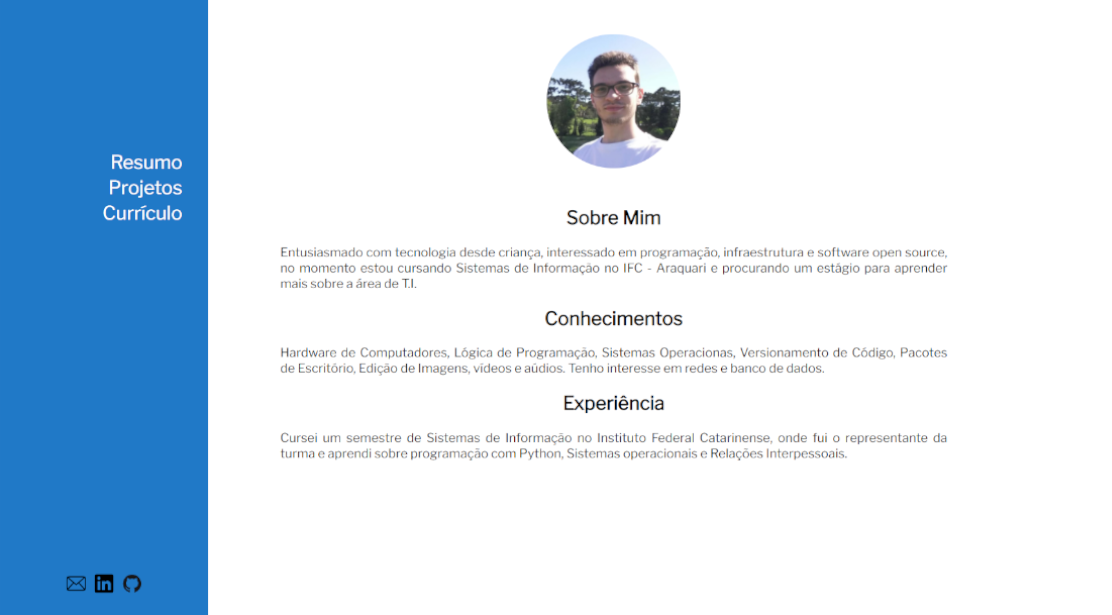 Resumo
Projetos
Currículo
Sobre Mim
Entusiasmado com tecnologia desde criança, interessado em programação, infraestrutura e software open source,
no momento estou cursando Sistemas de Informação no IFC - Araquari e procurando um estágio para aprender
mais sobre a área de T.I.
Conhecimentos
Hardware de Computadores, Lógica de Programação, Sistemas Operacionas, Versionamento de Código, Pacotes
de Escritório, Edição de Imagens, vídeos e aúdios. Tenho interesse em redes e banco de dados.
Experiência
Cursei um semestre de Sistemas de Informação no Instituto Federal Catarinense, onde fui o representante da
turma e aprendi sobre programação com Python, Sistemas operacionais e Relações Interpessoais.
in